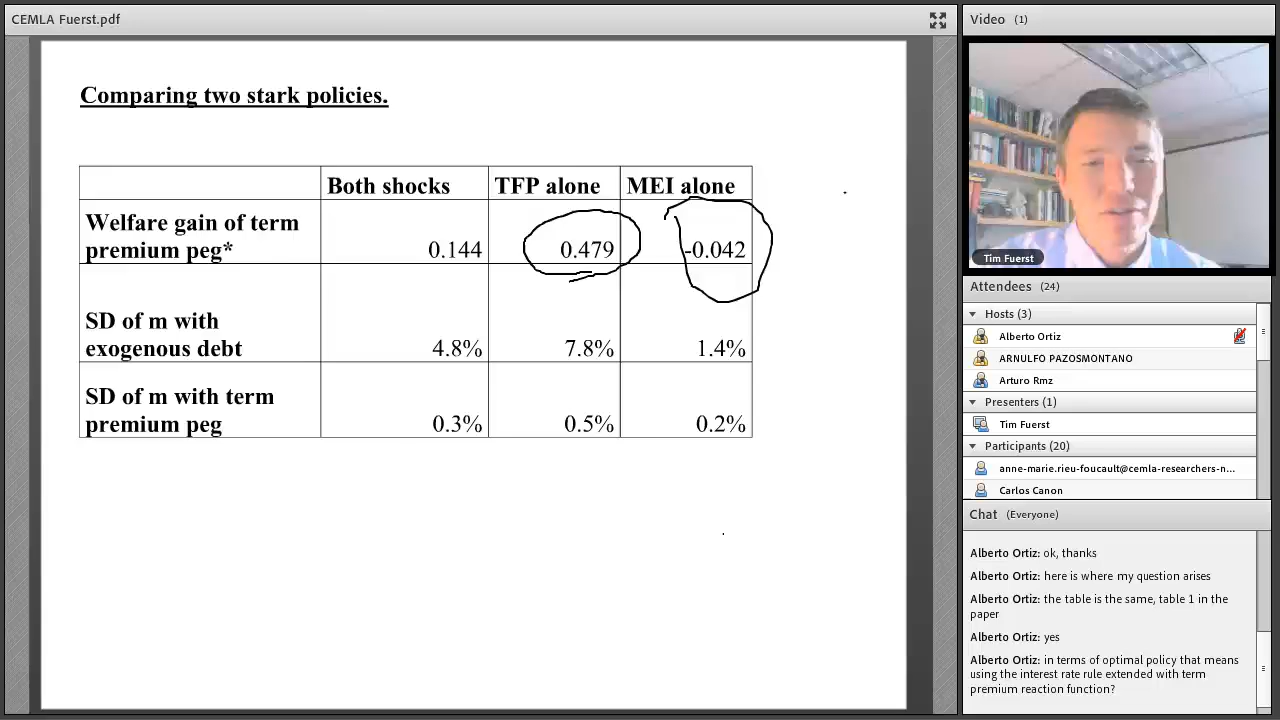 CEMLA Fuerst.pdf
Comparing two stark policies.
Both shocks TFP alone MEI alone
Welfare gain of term
premium peg* 0.144 0.479 -0.042
SD of m with
exogenous debt 4.8% 7.8% 1.4%
SD of m with term
premium peg 0.3% 0.5% 0.2%
Video (1)
Tim Fuerst
Attendees (24)
Hosts (3)
Alberto Ortiz
ARNULFO PAZOSMONTANO
Arturo Rmz
Presenters (1)
Tim Fuerst
Participants (20)
anne-marie.rieu-foucault@cemla-researchers-n...
Carlos Canon
Chat (Everyone)
Alberto Ortiz: ok, thanks
Alberto Ortiz: here is where my question arises
Alberto Ortiz: the table is the same, table 1 in the
paper
Alberto Ortiz: yes
Alberto Ortiz: in terms of optimal policy that means
using the interest rate rule extended with term
premium reaction function?